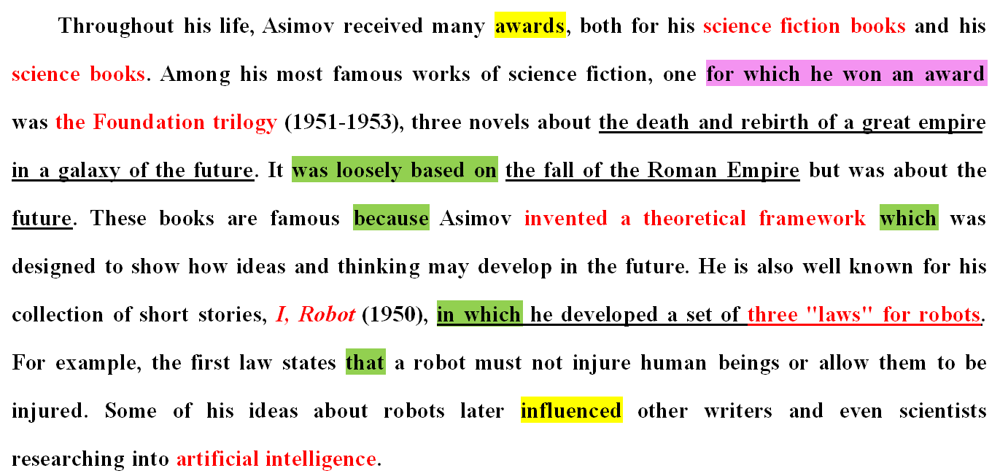 Throughout his life, Asimov received many awards, both for his science fiction books and his
science books. Among his most famous works of science fiction, one for which he won an award
was the Foundation trilogy (1951-1953), three novels about the death and rebirth of a great empire
in a galaxy of the future. It was loosely based on the fall of the Roman Empire but was about the
future. These books are famous because Asimov invented a theoretical framework which was
designed to show how ideas and thinking may develop in the future. He is also well known for his
collection of short stories, I, Robot (1950), in which he developed a set of three "laws" for robots.
For example, the first law states that a robot must not injure human beings or allow them to be
injured. Some of his ideas about robots later influenced other writers and even scientists
researching into artificial intelligence.